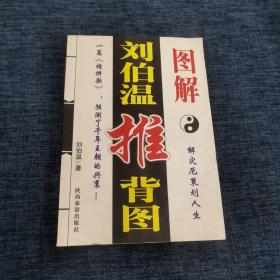 图解
解灾厄策划人生
刘伯温
推
背图
一篇《烧饼歌》，预测了千年王朝的兴衰…
刘伯温/著
陕西旅游出版社